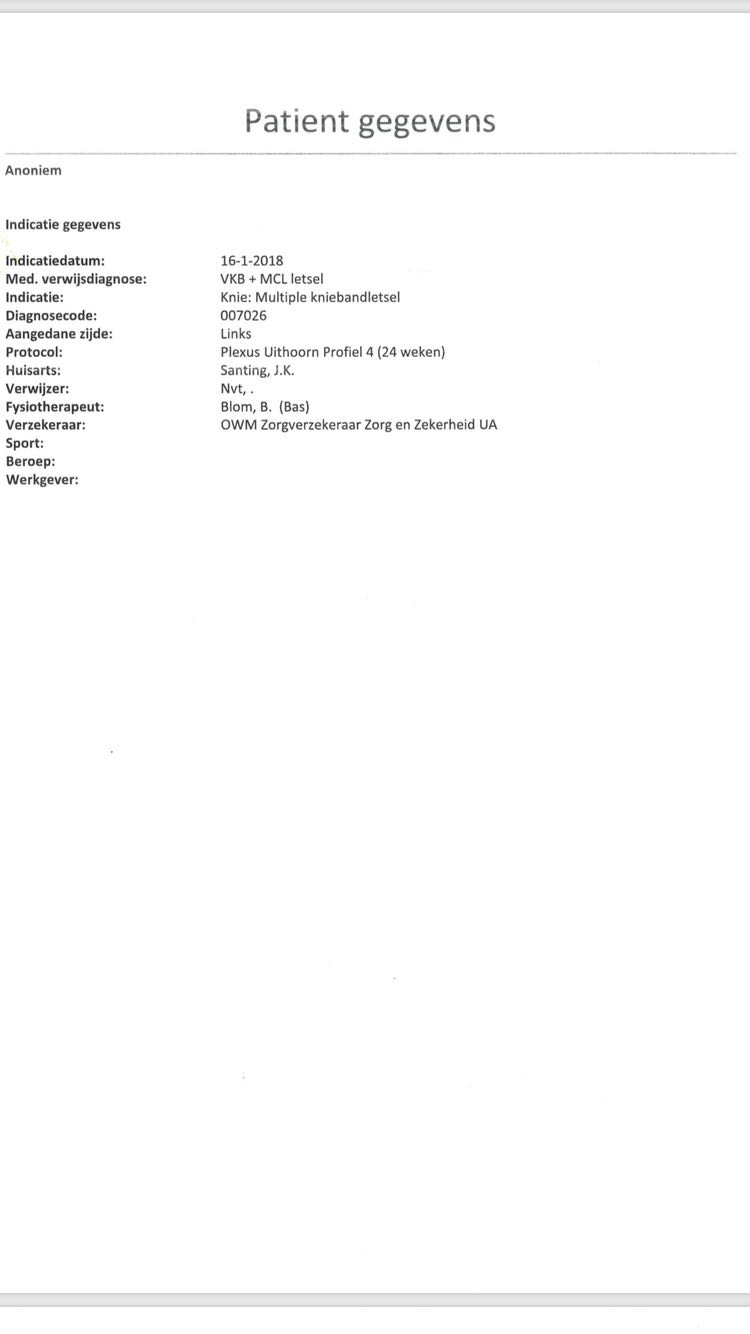 Patient gegevens
Anoniem
Indicatie gegevens
Indicatiedatum: 16-1-2018
Med. verwijsdiagnose: VKB + MCL letsel
Indicatie: Knie: Multiple kniebandletsel
Diagnosecode: 007026
Aangedane zijde: Links
Protocol: Plexus Uithoorn Profiel 4 (24 weken)
Huisarts: Santing, J.K.
Verwijzer: Nvt, .
Fysiotherapeut: Blom, B. (Bas)
Verzekeraar: OWM Zorgverzekeraar Zorg en Zekerheid UA
Sport:
Beroep:
Werkgever: